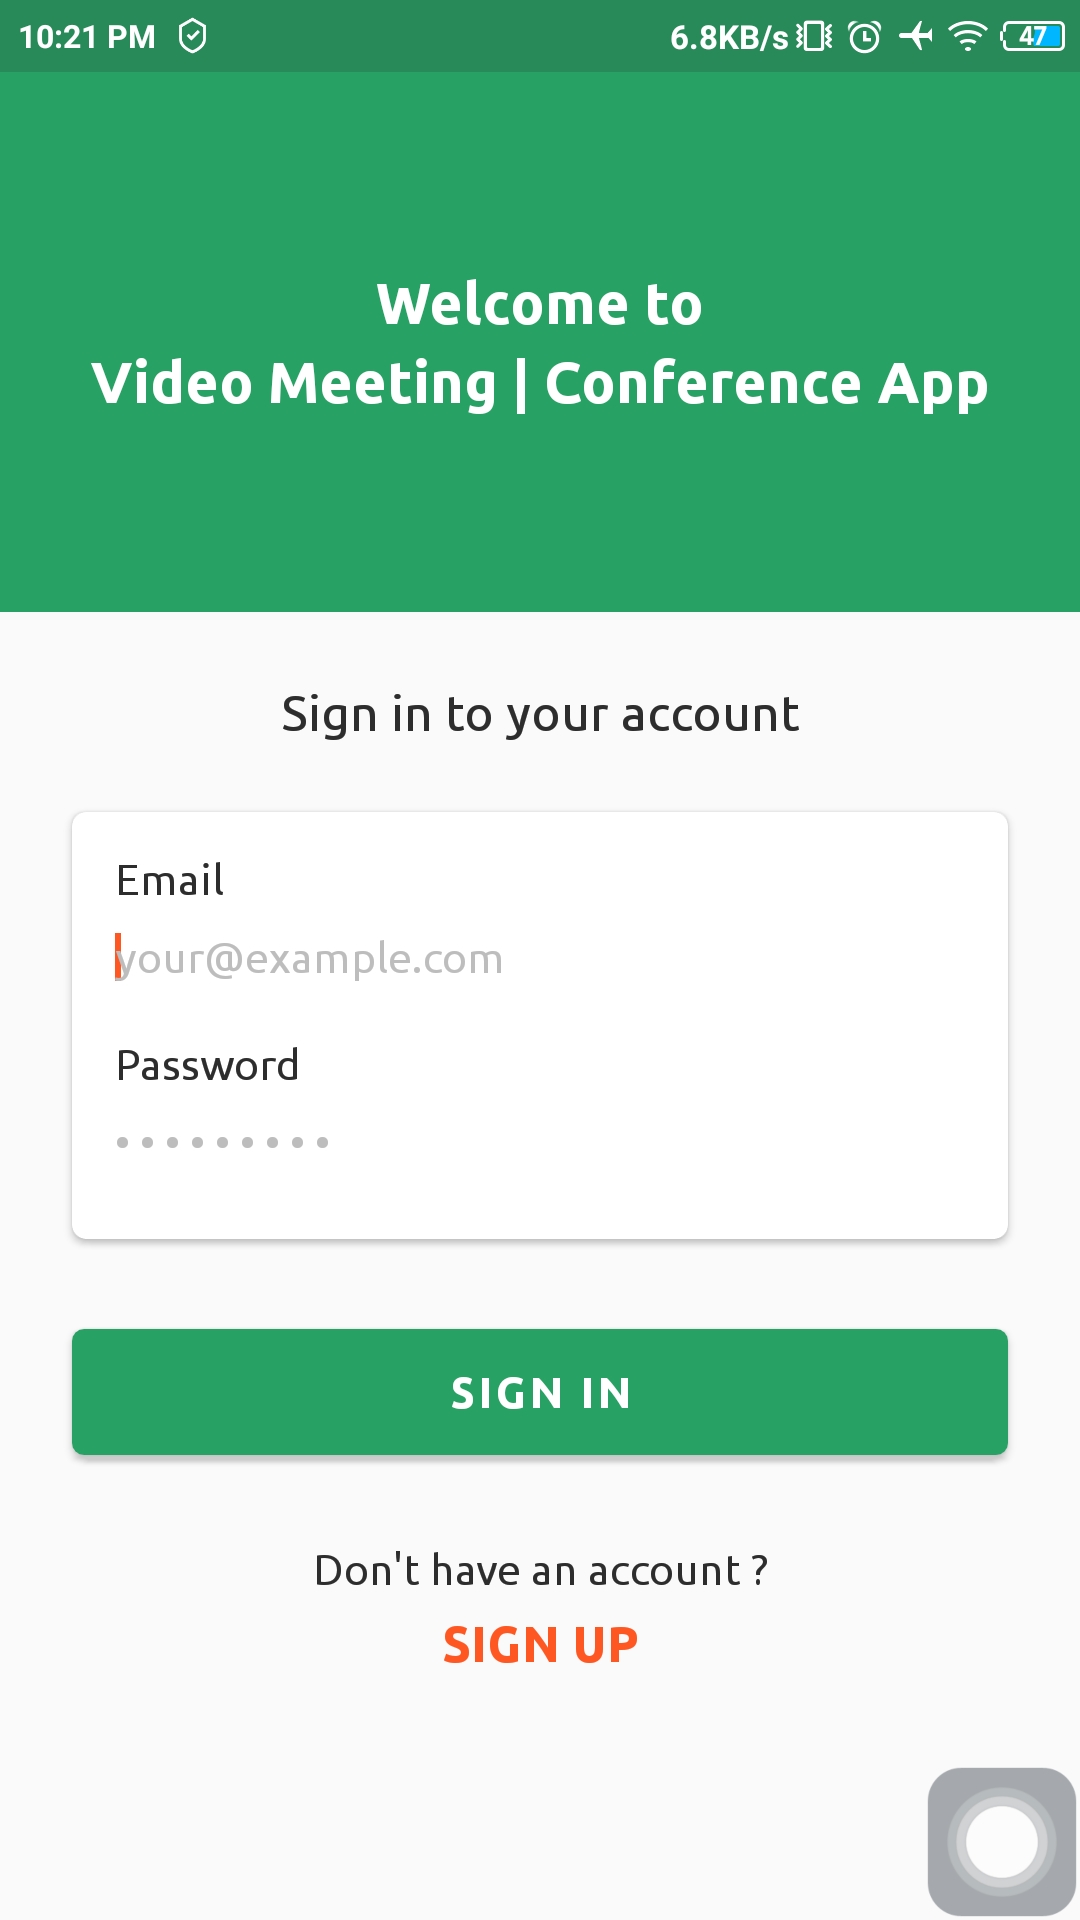 10:21 PM 6.8KB/s 47
Welcome to
Video Meeting | Conference App
Sign in to your account
Email
your@example.com
Password
SIGN IN
Don't have an account ?
SIGN UP